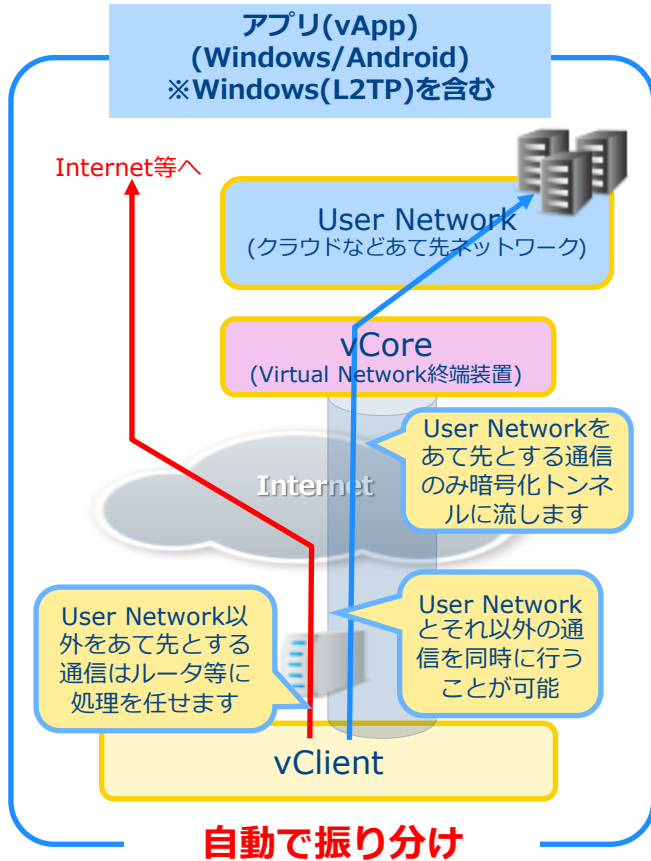 アプリ(vApp)
(Windows/Android)
※Windows(L2TP)を含む
Internet等へ
User Network
(クラウドなどあて先ネットワーク)
vCore
(Virtual Network終端装置)
User Networkを
あて先とする通信
のみ暗号化トンネ
ルに流します
Internet
User Network以
外をあて先とする
通信はルータ等に
処理を任せます
User Network
とそれ以外の通
信を同時に行う
ことが可能
vClient
自動で振り分け